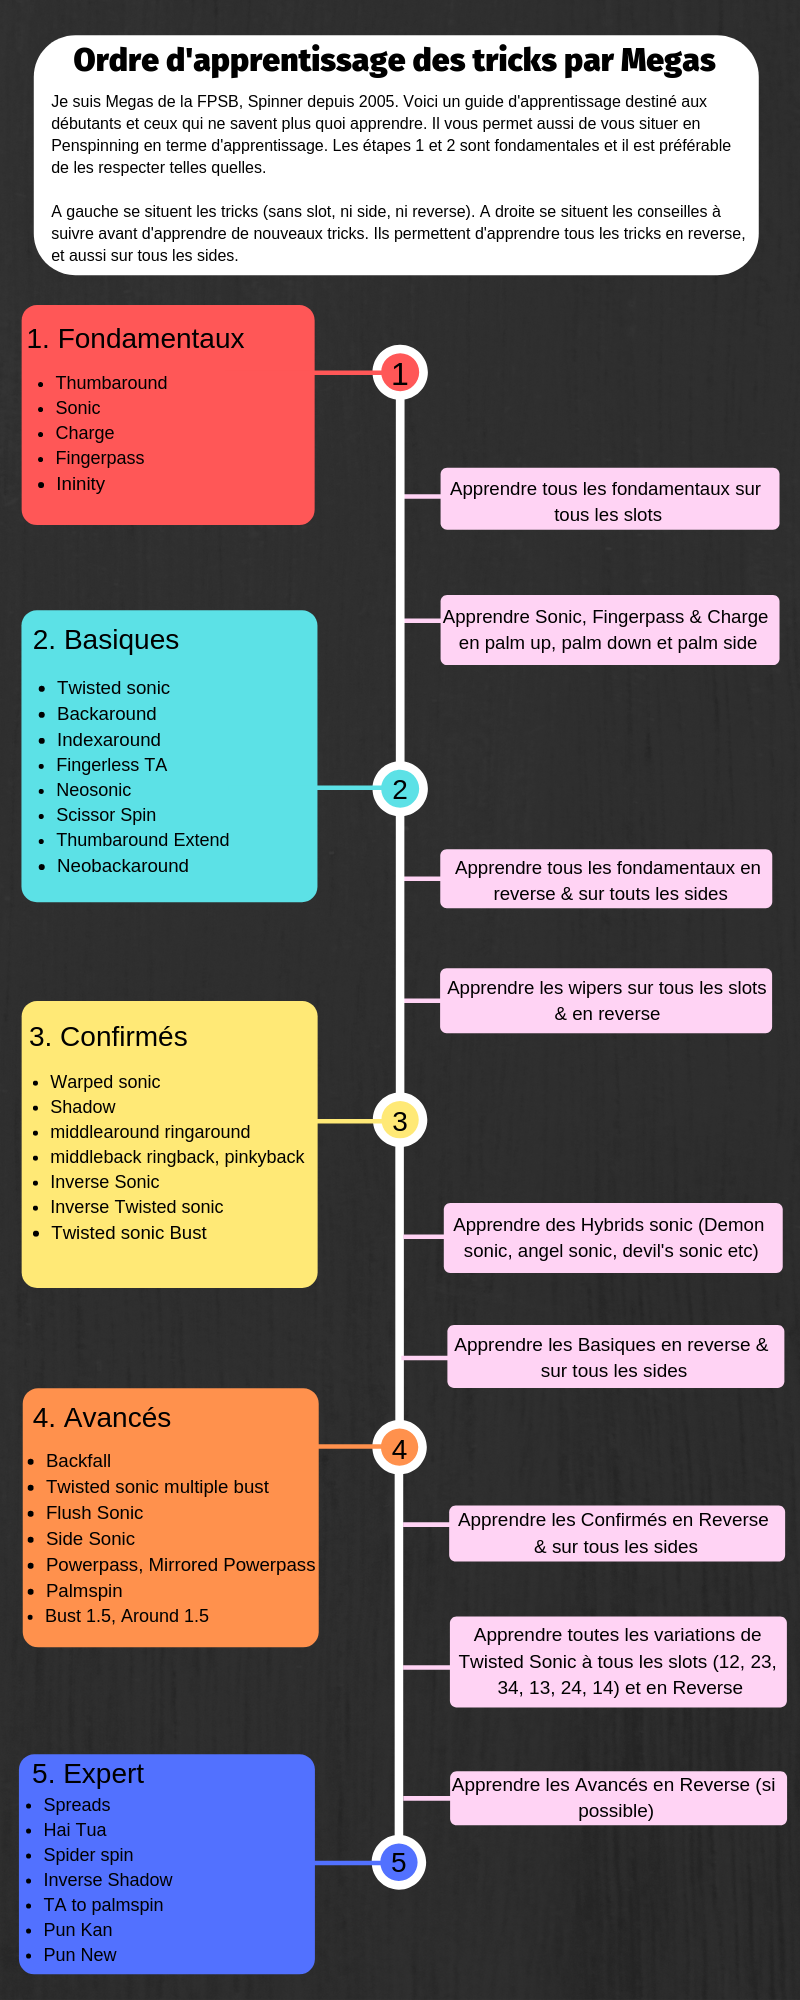 Ordre d'apprentissage des tricks par Megas
Je suis Megas de la FPSB, Spinner depuis 2005. Voici un guide d'apprentissage destiné aux
débutants et ceux qui ne savent plus quoi apprendre. Il vous permet aussi de vous situer en
Penspinning en terme d'apprentissage. Les étapes 1 et 2 sont fondamentales et il est préférable
de les respecter telles quelles.
A gauche se situent les tricks (sans slot, ni side, ni reverse). A droite se situent les conseilles à
suivre avant d'apprendre de nouveaux tricks. Ils permettent d'apprendre tous les tricks en reverse,
et aussi sur tous les sides.
1. Fondamentaux
• Thumbaround
• Sonic
• Charge
• Fingerpass
• Ininity
1
Apprendre tous les fondamentaux sur
tous les slots
Apprendre Sonic, Fingerpass & Charge
en palm up, palm down et palm side
2. Basiques
• Twisted sonic
• Backaround
• Indexaround
• Fingerless TA
• Neosonic
• Scissor Spin
• Thumbaround Extend
• Neobackaround
2
Apprendre tous les fondamentaux en
reverse & sur touts les sides
Apprendre les wipers sur tous les slots
& en reverse
3. Confirmés
• Warped sonic
• Shadow
• middlearound ringaround
• middleback ringback, pinkyback
• Inverse Sonic
• Inverse Twisted sonic
• Twisted sonic Bust
3
Apprendre des Hybrids sonic (Demon
sonic, angel sonic, devil's sonic etc)
Apprendre les Basiques en reverse &
sur tous les sides
4. Avancés
• Backfall
• Twisted sonic multiple bust
• Flush Sonic
• Side Sonic
• Powerpass, Mirrored Powerpass
• Palmspin
• Bust 1.5, Around 1.5
4
Apprendre les Confirmés en Reverse
& sur tous les sides
Apprendre toutes les variations de
Twisted Sonic à tous les slots (12, 23,
34, 13, 24, 14) et en Reverse
Apprendre les Avancés en Reverse (si
possible)
5. Expert
• Spreads
• Hai Tua
• Spider spin
• Inverse Shadow
• TA to palmspin
• Pun Kan
• Pun New
5